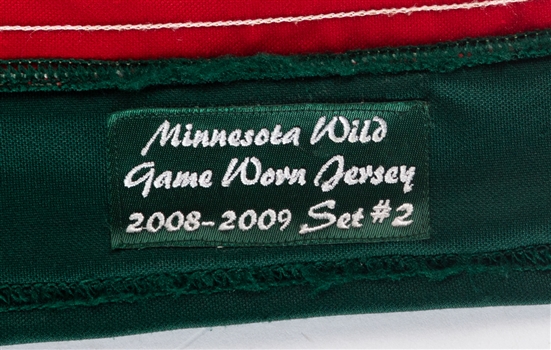 Minnesota Wild
Game Worn Jersey
2008-2009 Set #2